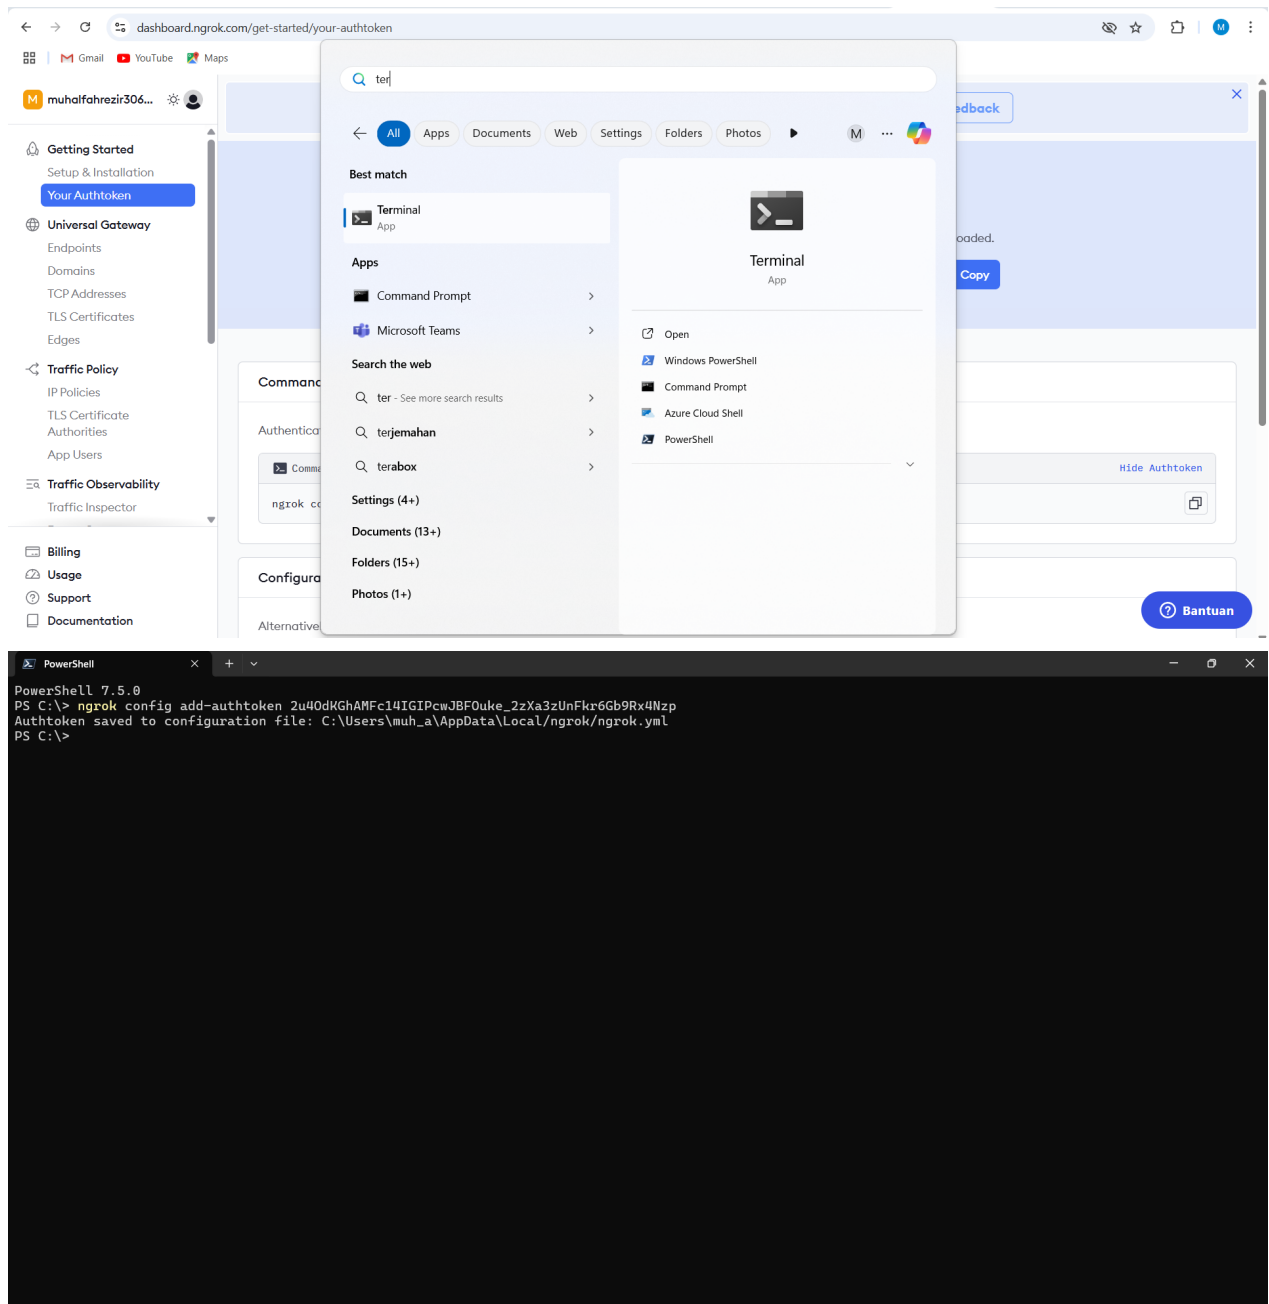 dashboard.ngrok.com/get-started/your-authtoken
M
Gmail
YouTube
Maps
M
muhalfahrezir306...
Getting Started
Setup & Installation
Your Authtoken
Universal Gateway
Endpoints
Domains
TCP Addresses
TLS Certificates
Edges
Traffic Policy
IP Policies
TLS Certificate
Authorities
App Users
Traffic Observability
Traffic Inspector
Billing
Usage
Support
Documentation
ter
All
Apps
Documents
Web
Settings
Folders
Photos
M
...
Best match
Terminal
App
Apps
Command Prompt
Microsoft Teams
Search the web
ter - See more search results
terjemahan
terabox
Settings (4+)
Documents (13+)
Folders (15+)
Photos (1+)
Terminal
App
Open
Windows PowerShell
Command Prompt
Azure Cloud Shell
PowerShell
edback
oaded.
Copy
Command
Authentica
Comma
Hide Authtoken
ngrok co
Configura
Alternative
Bantuan
PowerShell
PowerShell 7.5.0
PS C:\> ngrok config add-authtoken 2u4OdKGhAMFc14IGIPcwJBFOuke_2zXa3zUnFkr6Gb9Rx4Nzp
Authtoken saved to configuration file: C:\Users\muh_a\AppData\Local/ngrok/ngrok.yml
PS C:\>